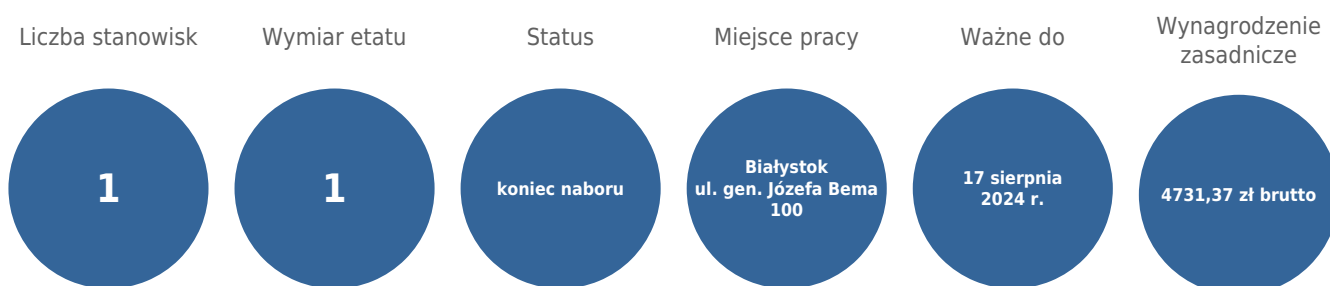 Liczba stanowisk
Wymiar etatu
Status
Miejsce pracy
Ważne do
Wynagrodzenie
zasadnicze
1
1
koniec naboru
Białystok
ul. gen. Józefa Bema
100
17 sierpnia
2024 r.
4731,37 zł brutto